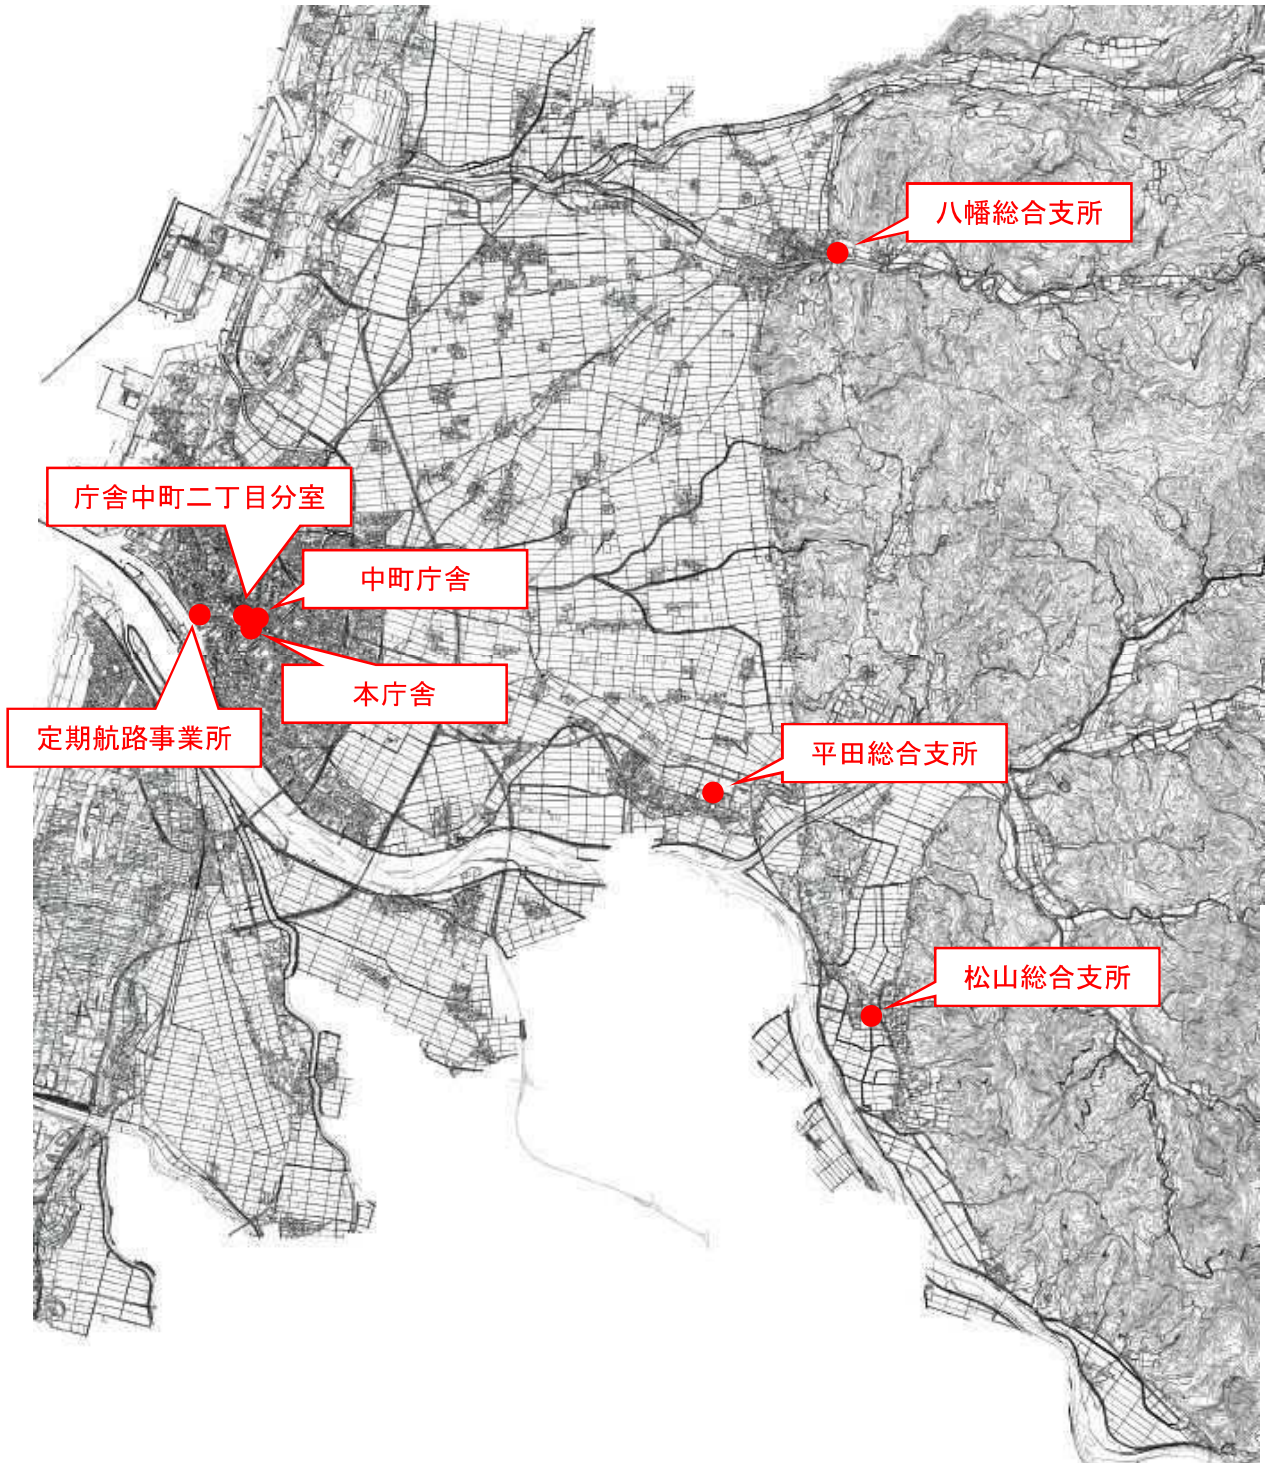 八幡総合支所
庁舎中町二丁目分室
中町庁舎
本庁舎
定期航路事業所
平田総合支所
松山総合支所